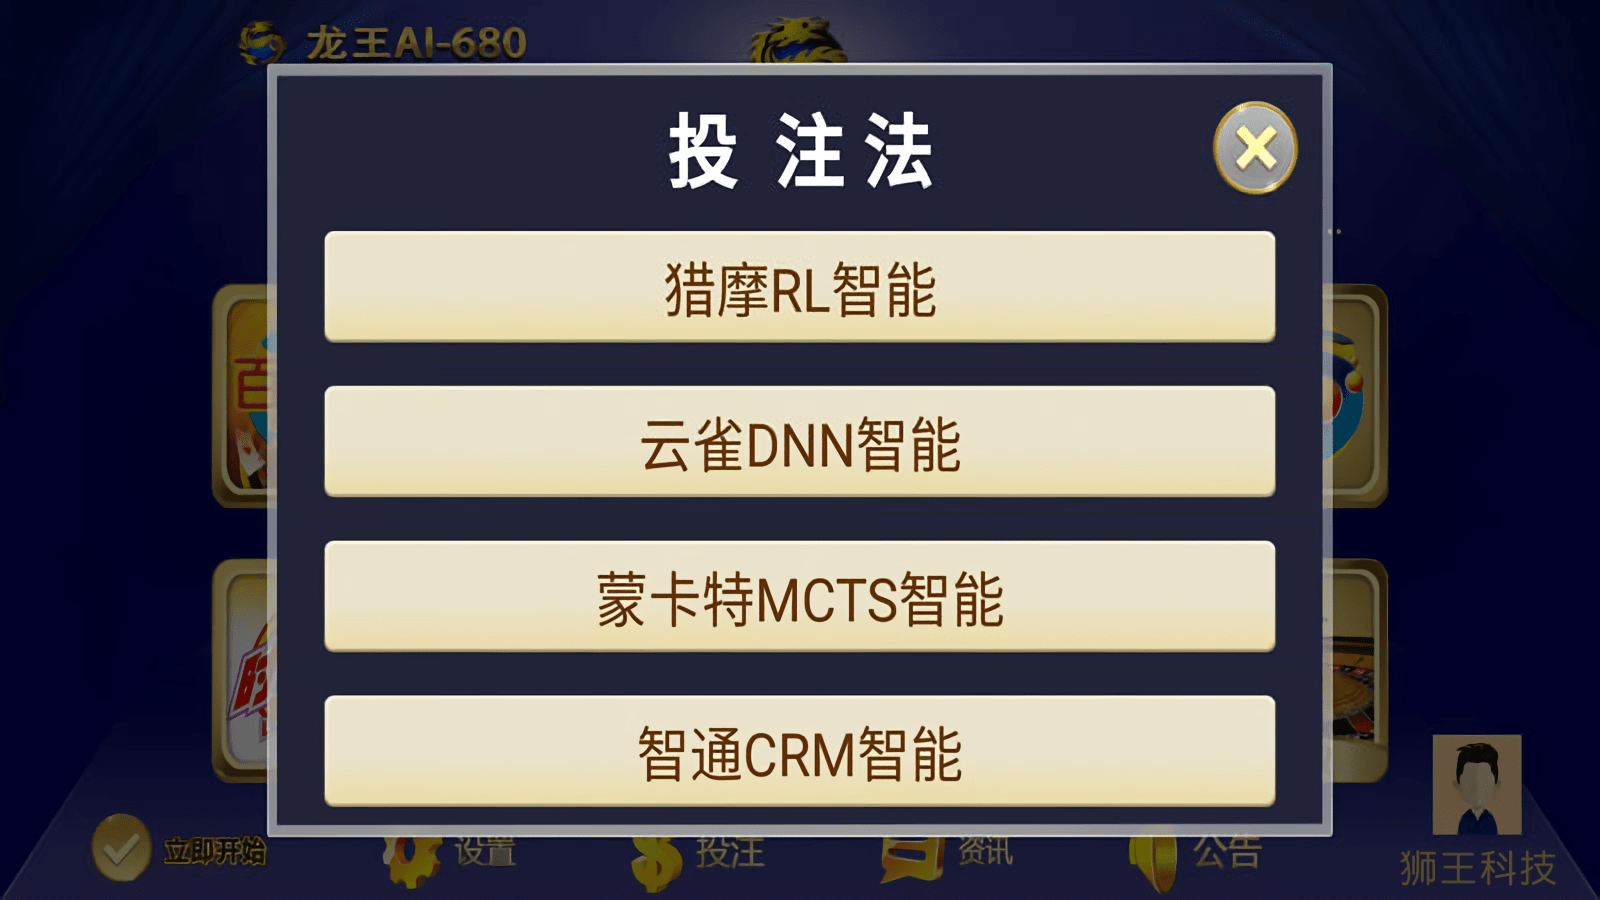 龙王AI-680
投注法
猎摩RL智能
云雀DNN智能
蒙卡特MCTS智能
智通CRM智能
百
时
立即开始
设置
投注
资讯
公告
狮王科技